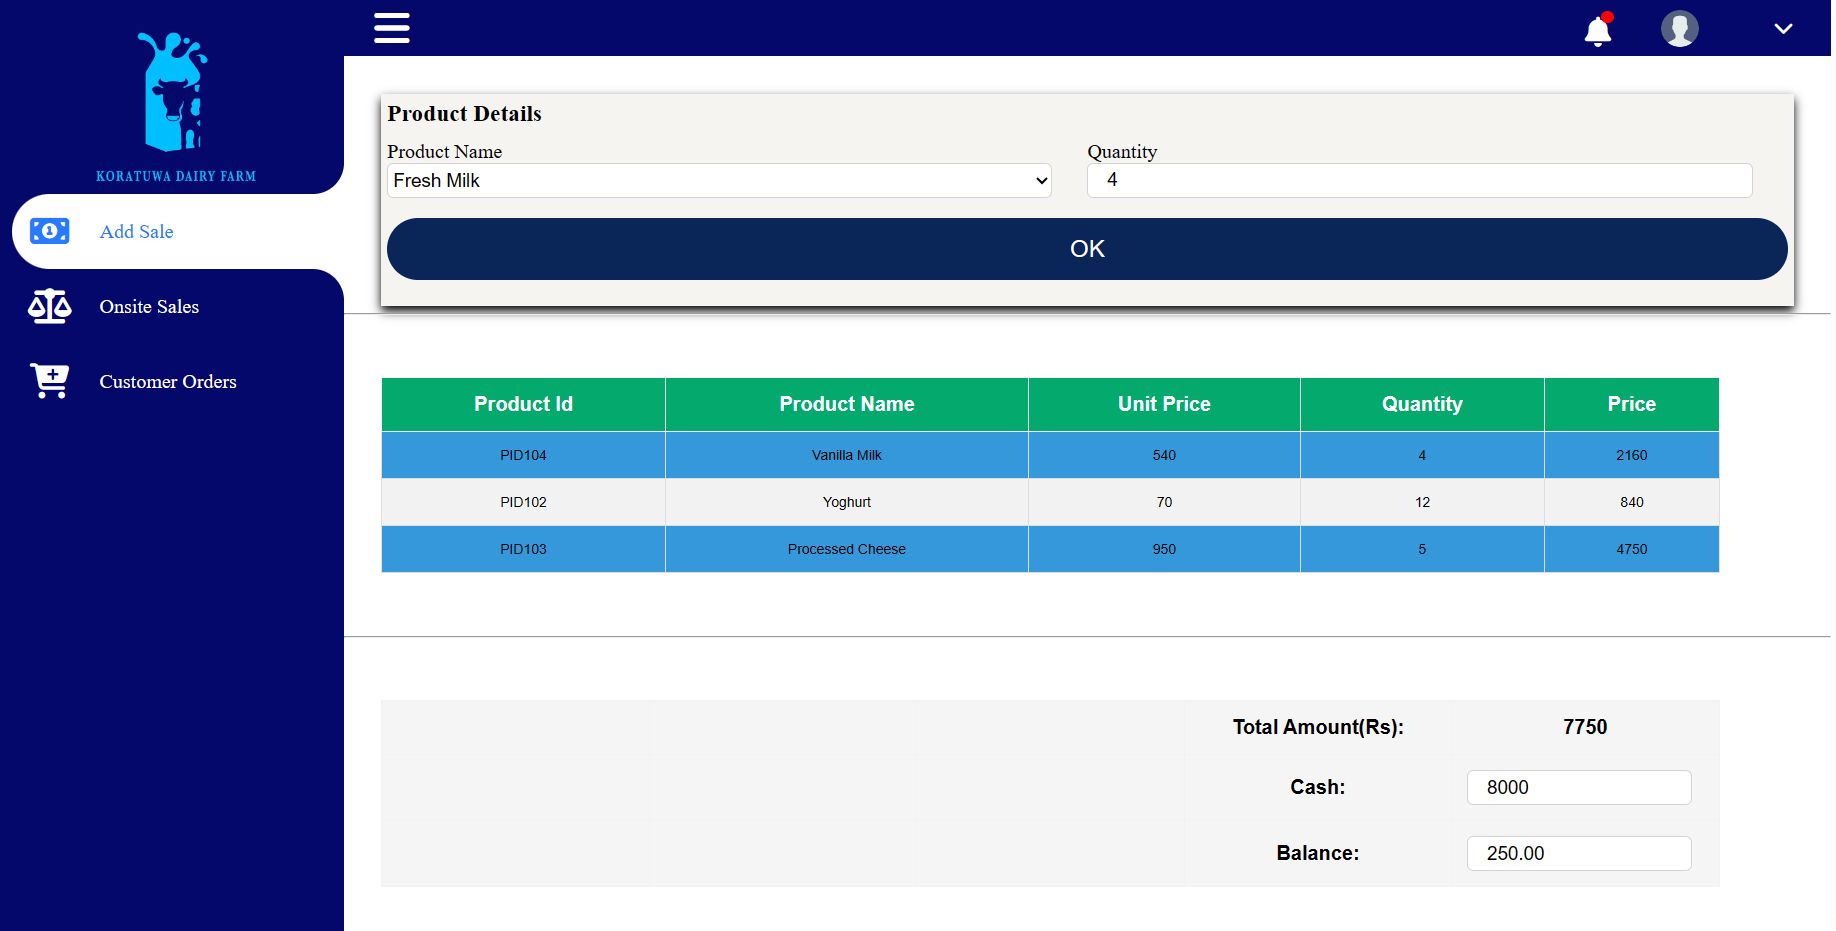 KORATUWA DAIRY FARM
Add Sale
Onsite Sales
Customer Orders
Product Details
Product Name Quantity
Fresh Milk 4
OK
Product Id Product Name Unit Price Quantity Price
PID104 Vanilla Milk 540 4 2160
PID102 Yoghurt 70 12 840
PID103 Processed Cheese 950 5 4750
Total Amount(Rs): 7750
Cash: 8000
Balance: 250.00